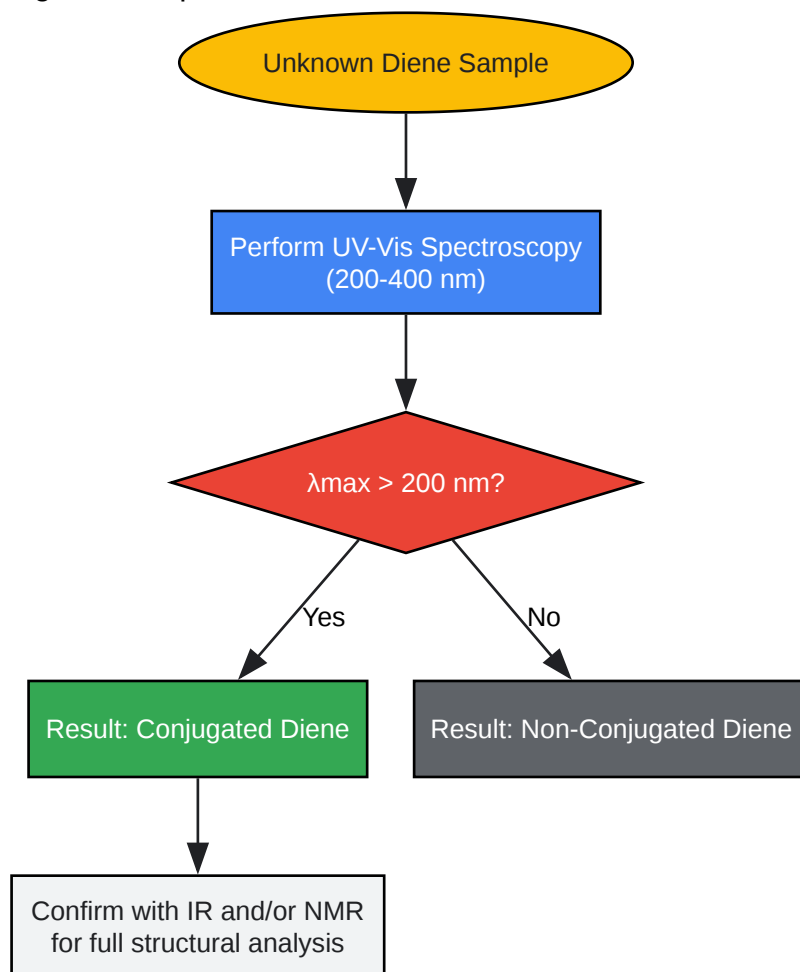 Unknown Diene Sample
Perform UV-Vis Spectroscopy
(200-400 nm)
λmax > 200 nm?
Yes
No
Result: Conjugated Diene
Result: Non-Conjugated Diene
Confirm with IR and/or NMR
for full structural analysis